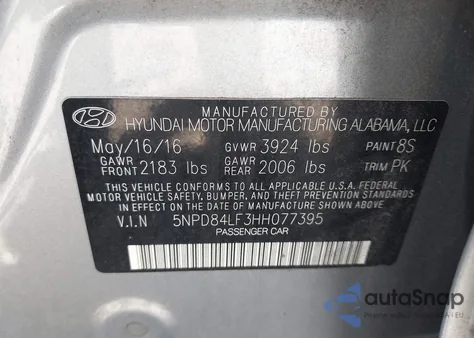 MANUFACTURED BY
HYUNDAI MOTOR MANUFACTURING ALABAMA, LLC
May/16/16 GVWR 3924 lbs PAINT 8S
GAWR FRONT 2183 lbs GAWR REAR 2006 lbs TRIM PK
THIS VEHICLE CONFORMS TO ALL APPLICABLE U.S.A. FEDERAL
MOTOR VEHICLE SAFETY, BUMPER, AND THEFT PREVENTION STANDARDS
IN EFFECT ON THE DATE OF MANUFACTURE SHOWN ABOVE.
V.I.N 5NPD84LF3HH077395
PASSENGER CAR
autoSnap